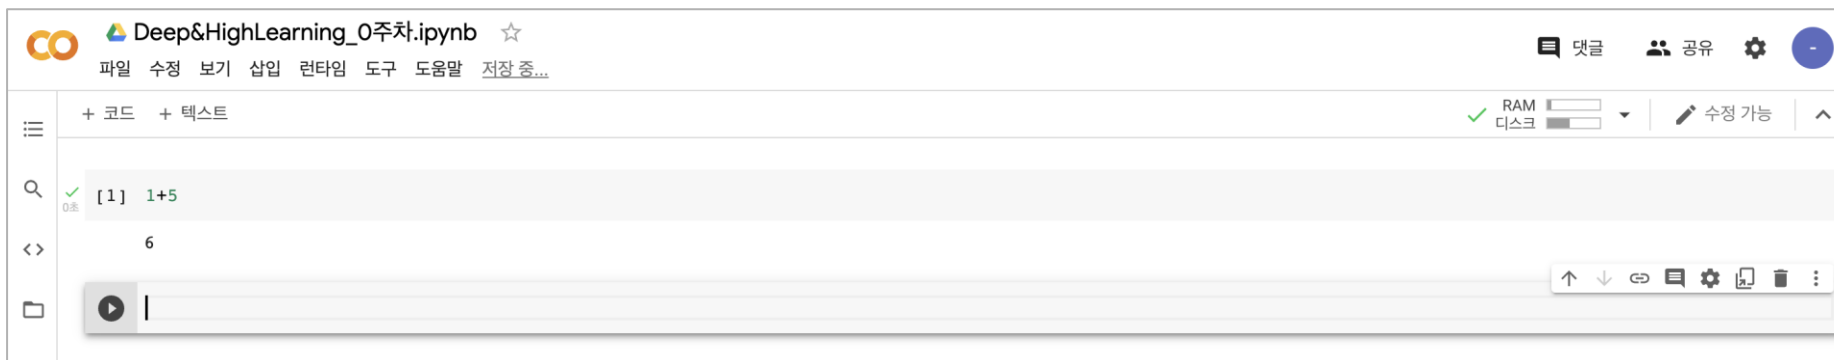 Deep&HighLearning_0주차.ipynb
파일 수정 보기 삽입 런타임 도구 도움말 저장 중...
댓글 공유 -
+ 코드 + 텍스트
RAM
디스크
수정 가능
[1] 1+5
0초
6